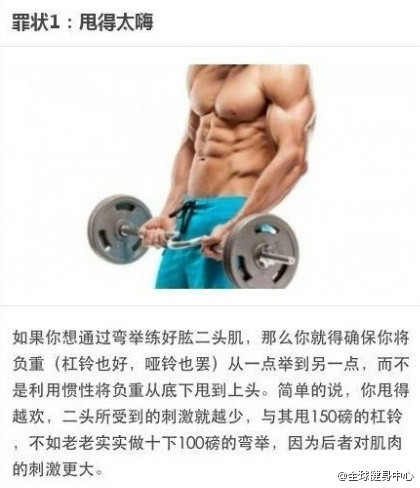 罪状1：甩得太嗨
如果你想通过弯举练好肱二头肌，那么你就得确保你将
负重（杠铃也好，哑铃也罢）从一点举到另一点，而不
是利用惯性将负重从底下甩到上头。简单的说，你甩得
越欢，二头所受到的刺激就越少，与其甩150磅的杠铃
，不如老老实实做十下100磅的弯举，因为后者对肌肉
的刺激更大。
@全球健身中心